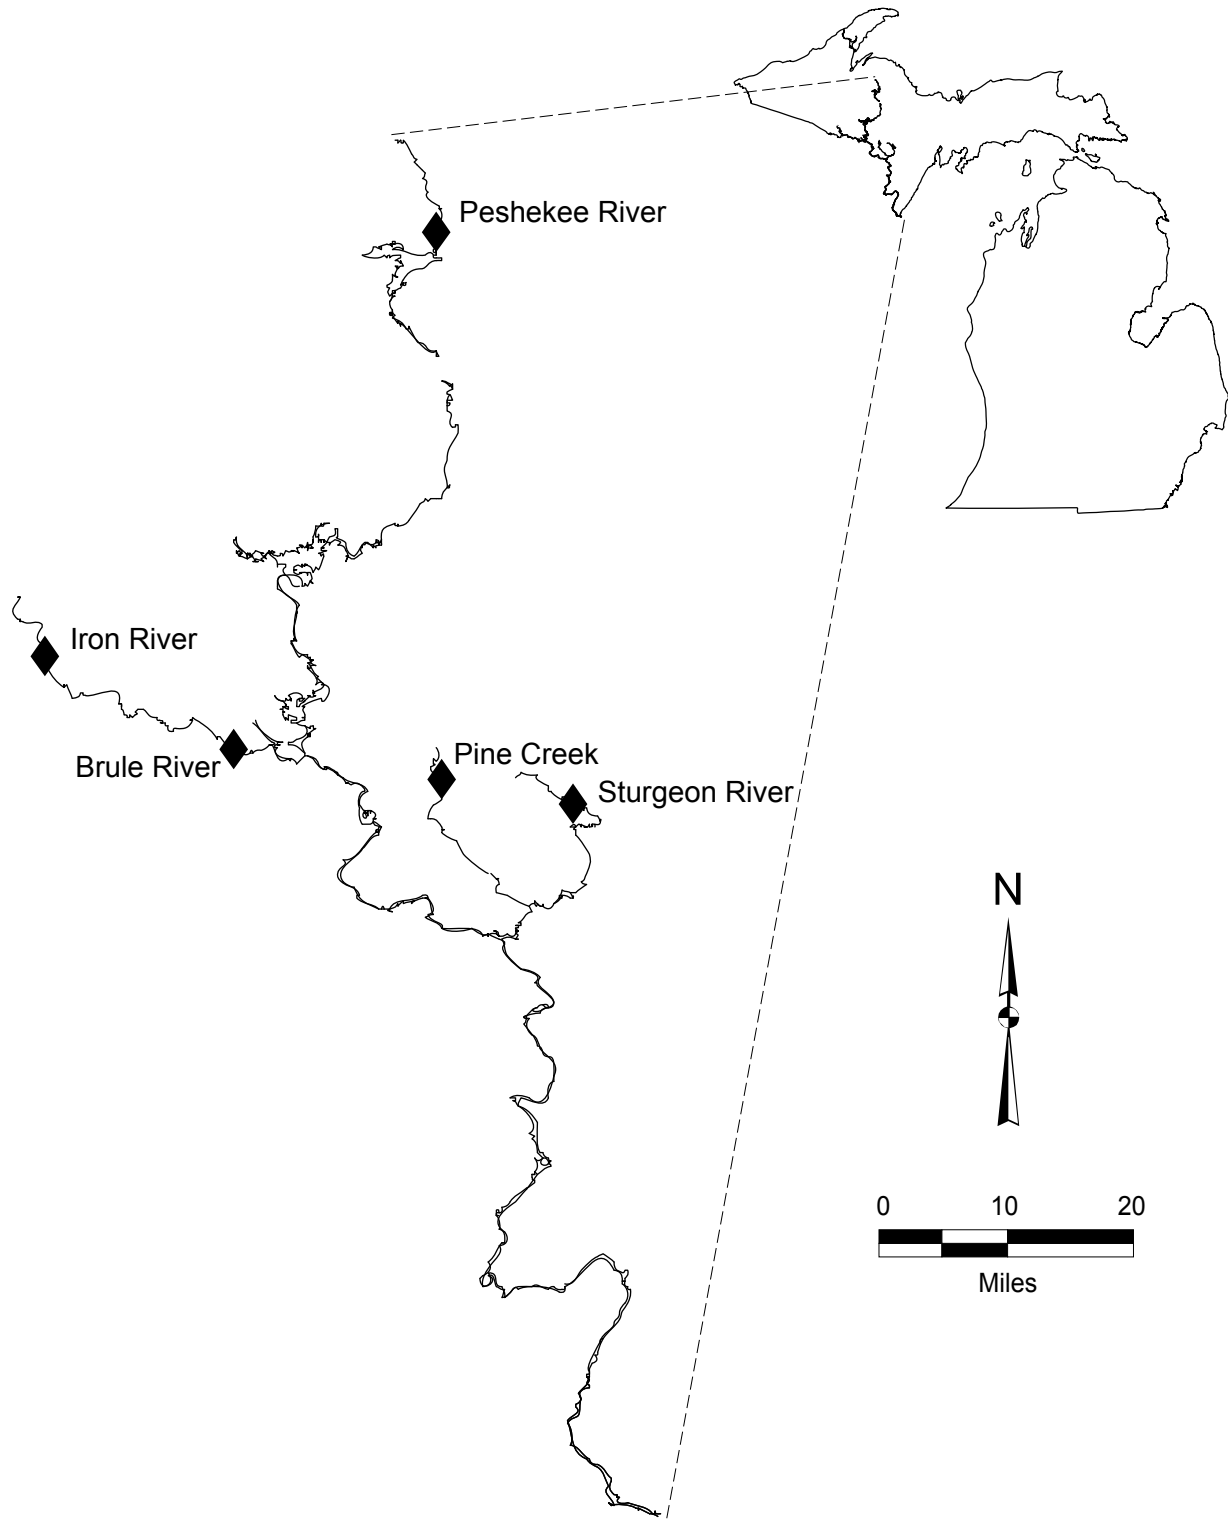 Peshekee River
Iron River
Brule River
Pine Creek
Sturgeon River
N
0 10 20
Miles